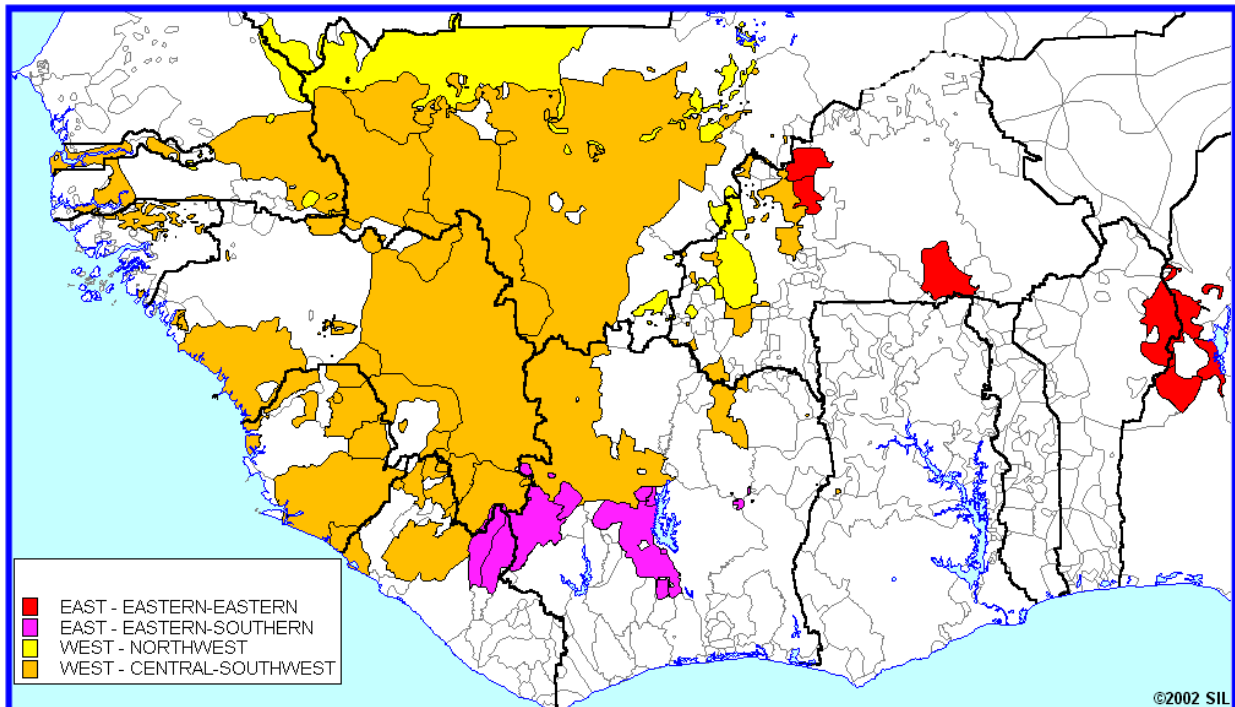 EAST - EASTERN-EASTERN
EAST - EASTERN-SOUTHERN
WEST - NORTHWEST
WEST - CENTRAL-SOUTHWEST
©2002 SIL